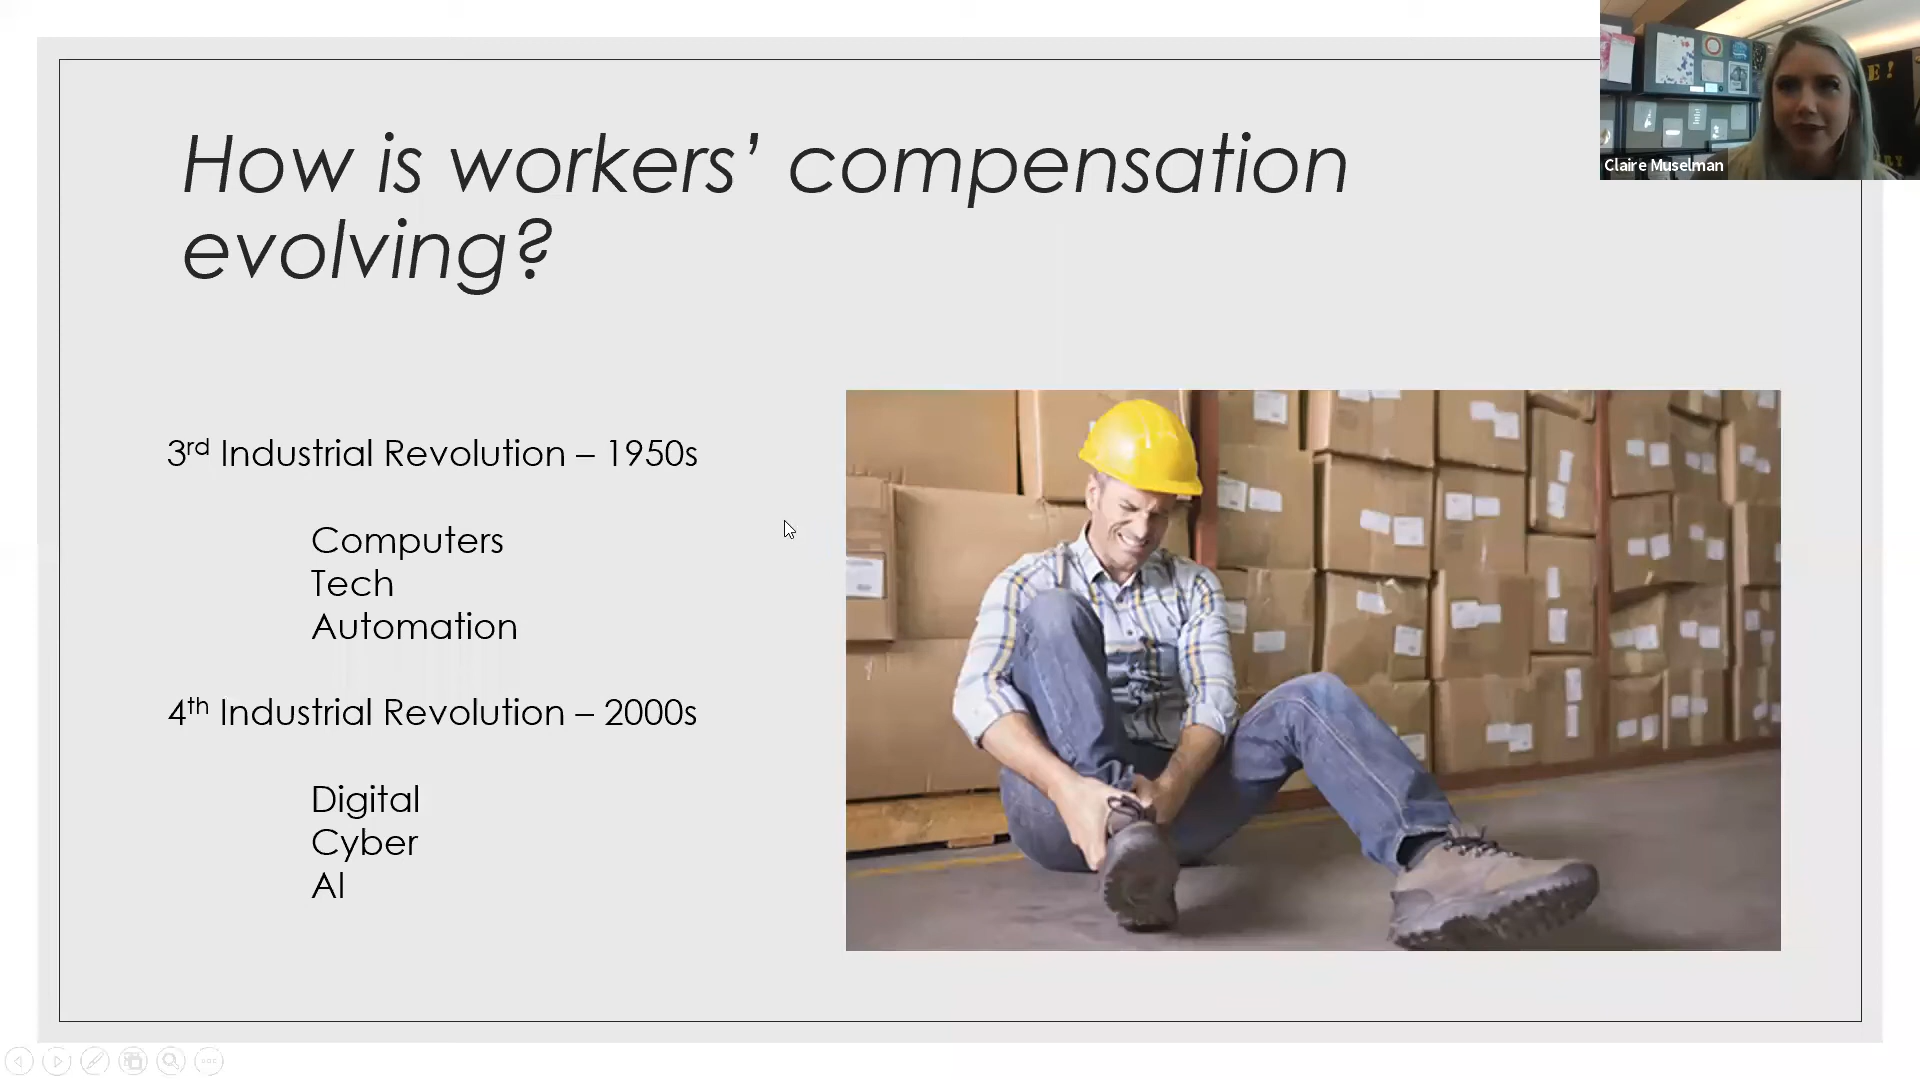 How is workers’ compensation
evolving?
3rd Industrial Revolution – 1950s
Computers
Tech
Automation
4th Industrial Revolution – 2000s
Digital
Cyber
AI
Claire Muselman
E!